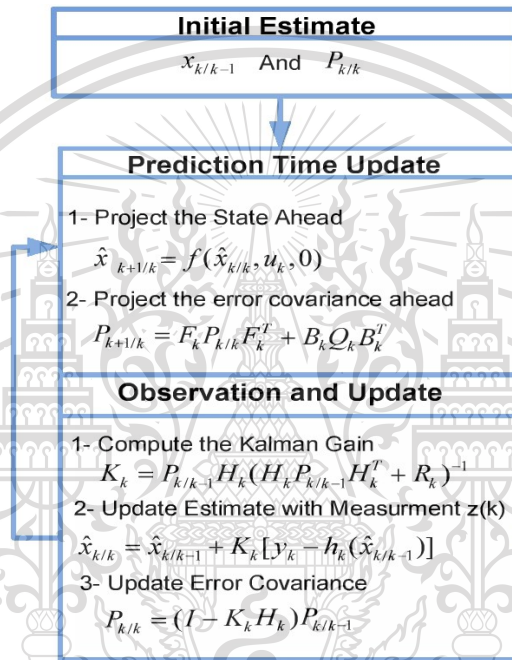 Initial Estimate
x_{k/k-1} And P_{k/k}
Prediction Time Update
1- Project the State Ahead
x̂_{k+1/k} = f(x̂_{k/k}, u_k, 0)
2- Project the error covariance ahead
P_{k+1/k} = F_k P_{k/k} F_k^T + B_k Q_k B_k^T
Observation and Update
1- Compute the Kalman Gain
K_k = P_{k/k-1} H_k (H_k P_{k/k-1} H_k^T + R_k)^{-1}
2- Update Estimate with Measurment z(k)
x̂_{k/k} = x̂_{k/k-1} + K_k [y_k - h_k(x̂_{k/k-1})]
3- Update Error Covariance
P_{k/k} = (I - K_k H_k) P_{k/k-1}